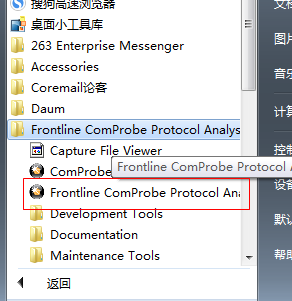 搜狗高速浏览器
桌面小工具库
263 Enterprise Messenger
Accessories
Coremail论客
Daum
Frontline ComProbe Protocol Analys
Capture File Viewer
ComProbe
Frontline ComProbe Protocol A
Frontline ComProbe Protocol Ana
Development Tools
Documentation
Maintenance Tools
返回
图片
音乐
计算
控制
设备
默认
帮助